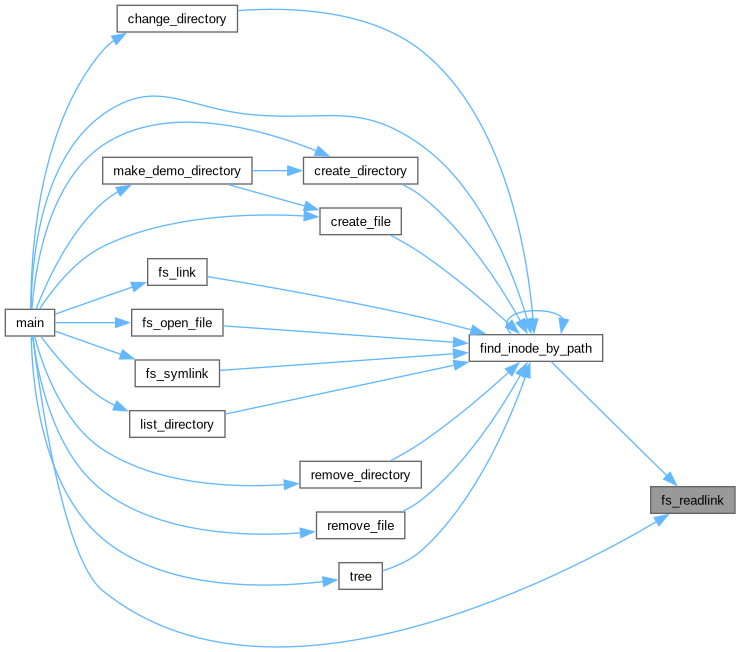 change_directory
make_demo_directory
create_directory
create_file
fs_link
main
fs_open_file
find_inode_by_path
fs_symlink
list_directory
remove_directory
fs_readlink
remove_file
tree